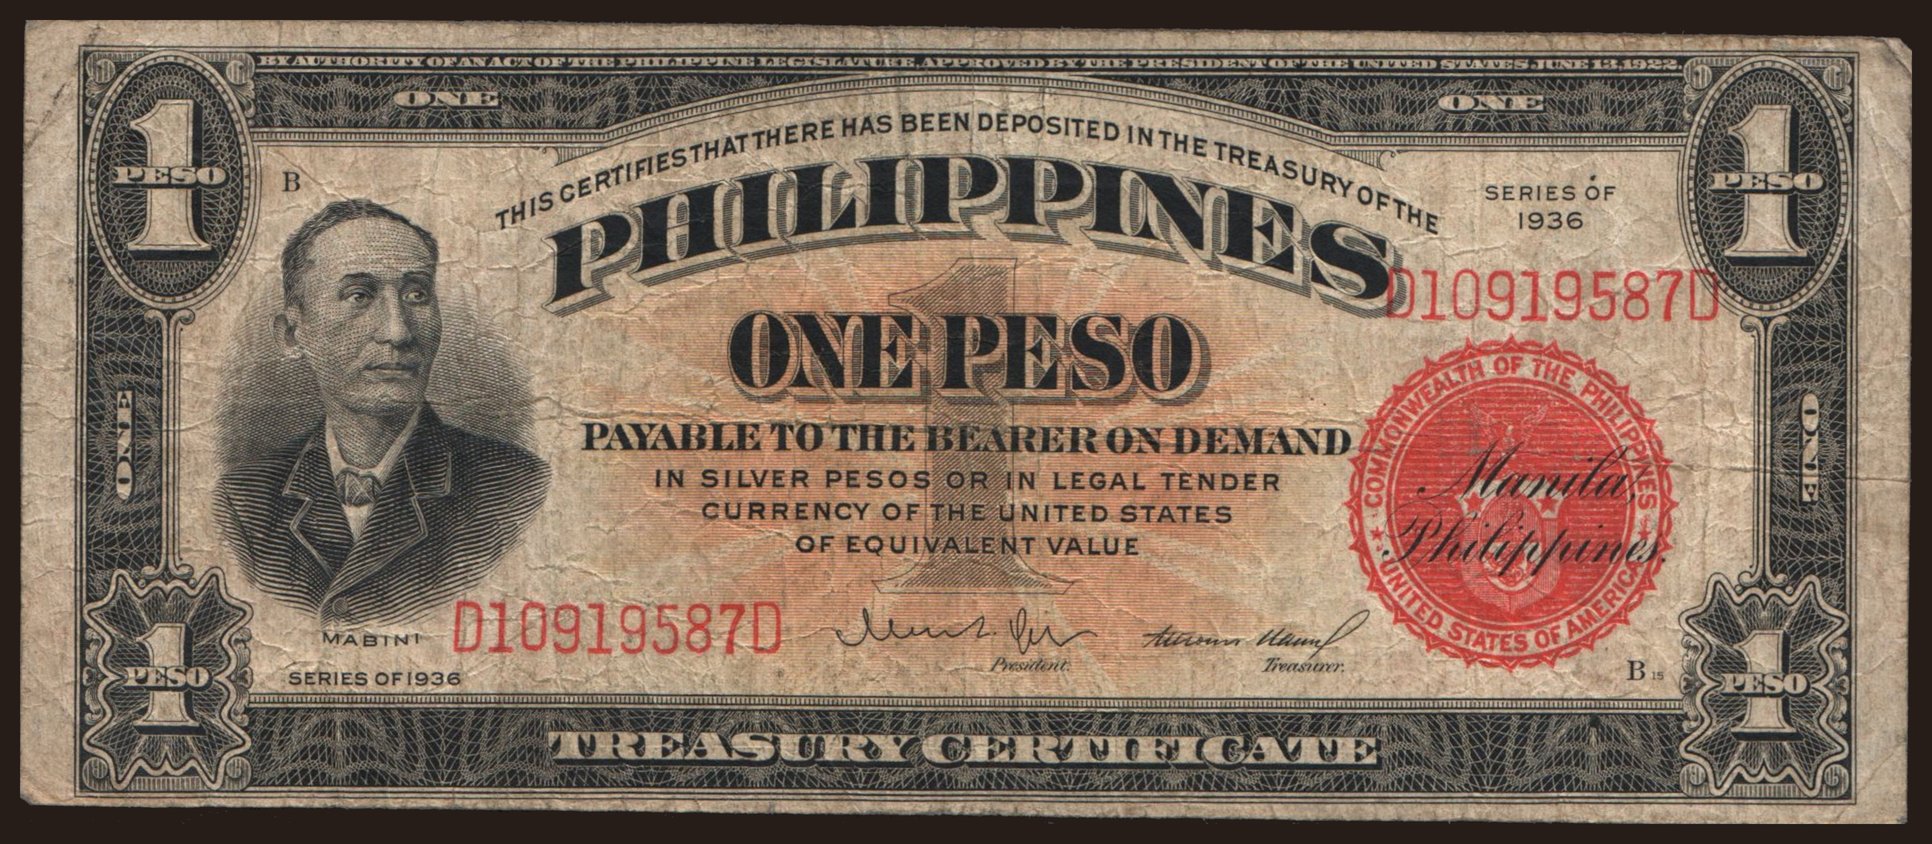 BY AUTHORITY OF AN ACT OF THE PHILIPPINE LEGISLATURE, APPROVED BY THE PRESIDENT OF THE UNITED STATES, JUNE 13, 1922.
1 PESO
ONE
ONE
1 PESO
B
THIS CERTIFIES THAT THERE HAS BEEN DEPOSITED IN THE TREASURY OF THE
PHILIPPINES
SERIES OF
1936
D10919587D
1
ONE PESO
PAYABLE TO THE BEARER ON DEMAND
IN SILVER PESOS OR IN LEGAL TENDER
CURRENCY OF THE UNITED STATES
OF EQUIVALENT VALUE
ONE
ONE
COMMONWEALTH OF THE PHILIPPINES
UNITED STATES OF AMERICA
Manila,
Philippines.
MABINI
D10919587D
SERIES OF 1936
President.
Treasurer.
B 15
1 PESO
1 PESO
TREASURY CERTIFICATE